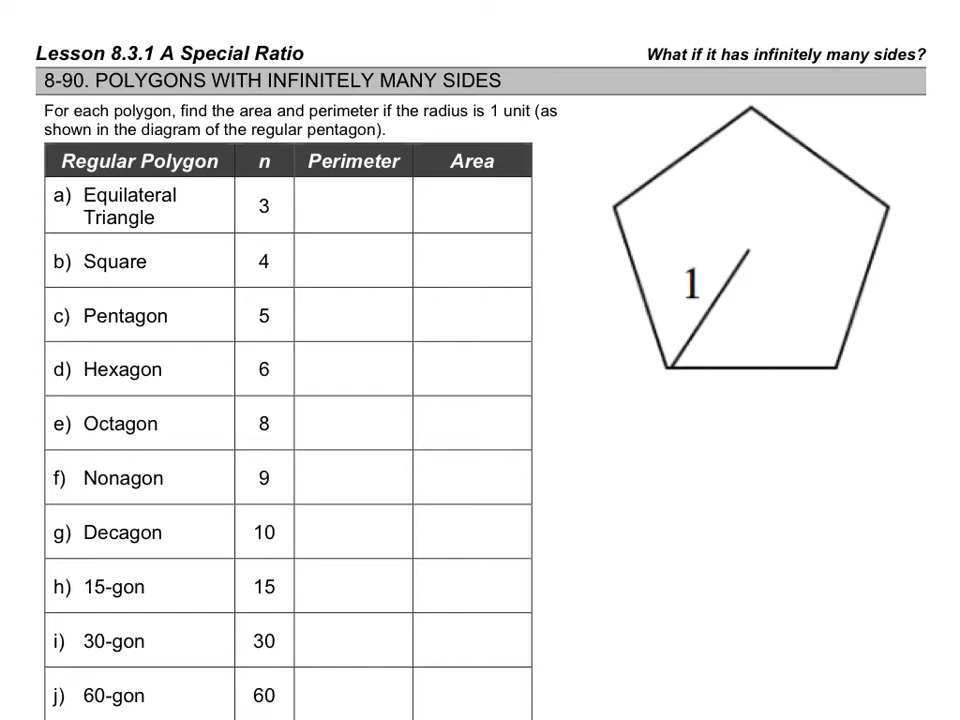 Lesson 8.3.1 A Special Ratio
What if it has infinitely many sides?
8-90. POLYGONS WITH INFINITELY MANY SIDES
For each polygon, find the area and perimeter if the radius is 1 unit (as
shown in the diagram of the regular pentagon).
Regular Polygon n Perimeter Area
a) Equilateral
Triangle 3
b) Square 4
c) Pentagon 5
d) Hexagon 6
e) Octagon 8
f) Nonagon 9
g) Decagon 10
h) 15-gon 15
i) 30-gon 30
j) 60-gon 60
1